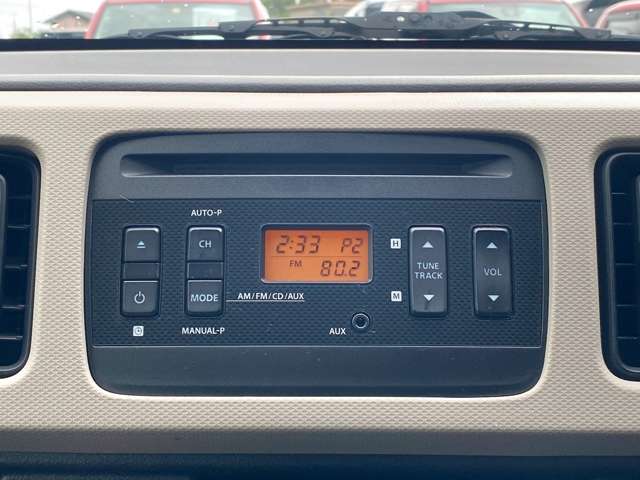 AUTO-P
CH
2:33 P2
FM 80.2
H
TUNE
TRACK
VOL
MODE
AM/FM/CD/AUX
M
MANUAL-P
AUX